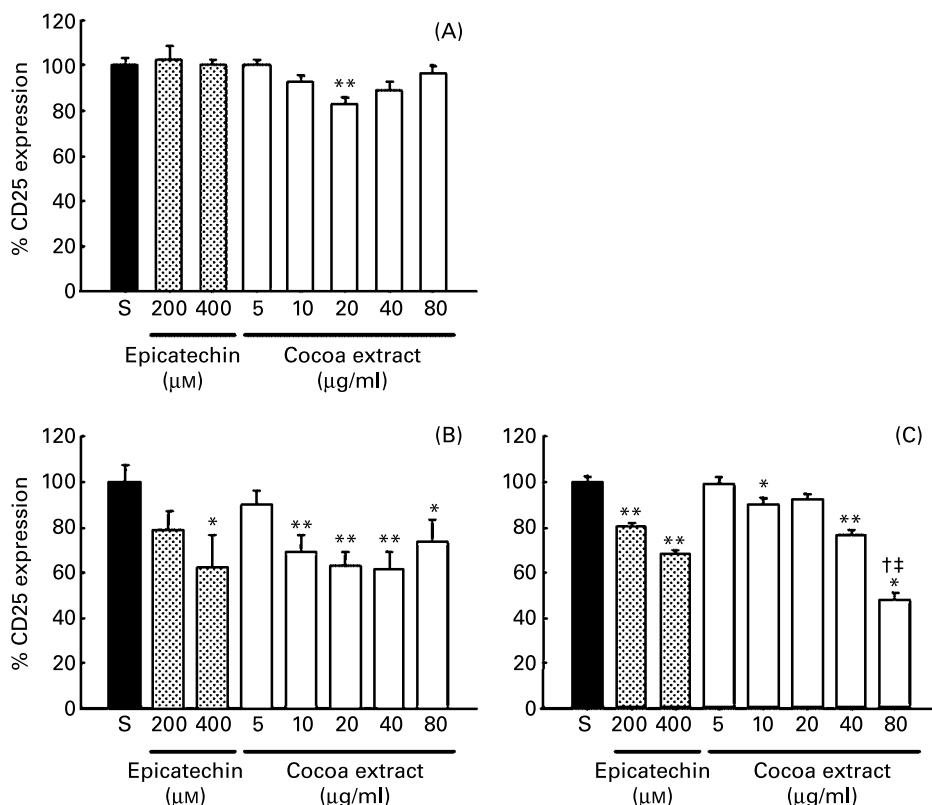 (A)
% CD25 expression
120
100
80
60
40
20
0
**
S 200 400 5 10 20 40 80
Epicatechin Cocoa extract
(μM) (μg/ml)
(B)
% CD25 expression
120
100
80
60
40
20
0
* ** ** ** *
S 200 400 5 10 20 40 80
Epicatechin Cocoa extract
(μM) (μg/ml)
(C)
% CD25 expression
120
100
80
60
40
20
0
** ** * ** †‡
*
S 200 400 5 10 20 40 80
Epicatechin Cocoa extract
(μM) (μg/ml)